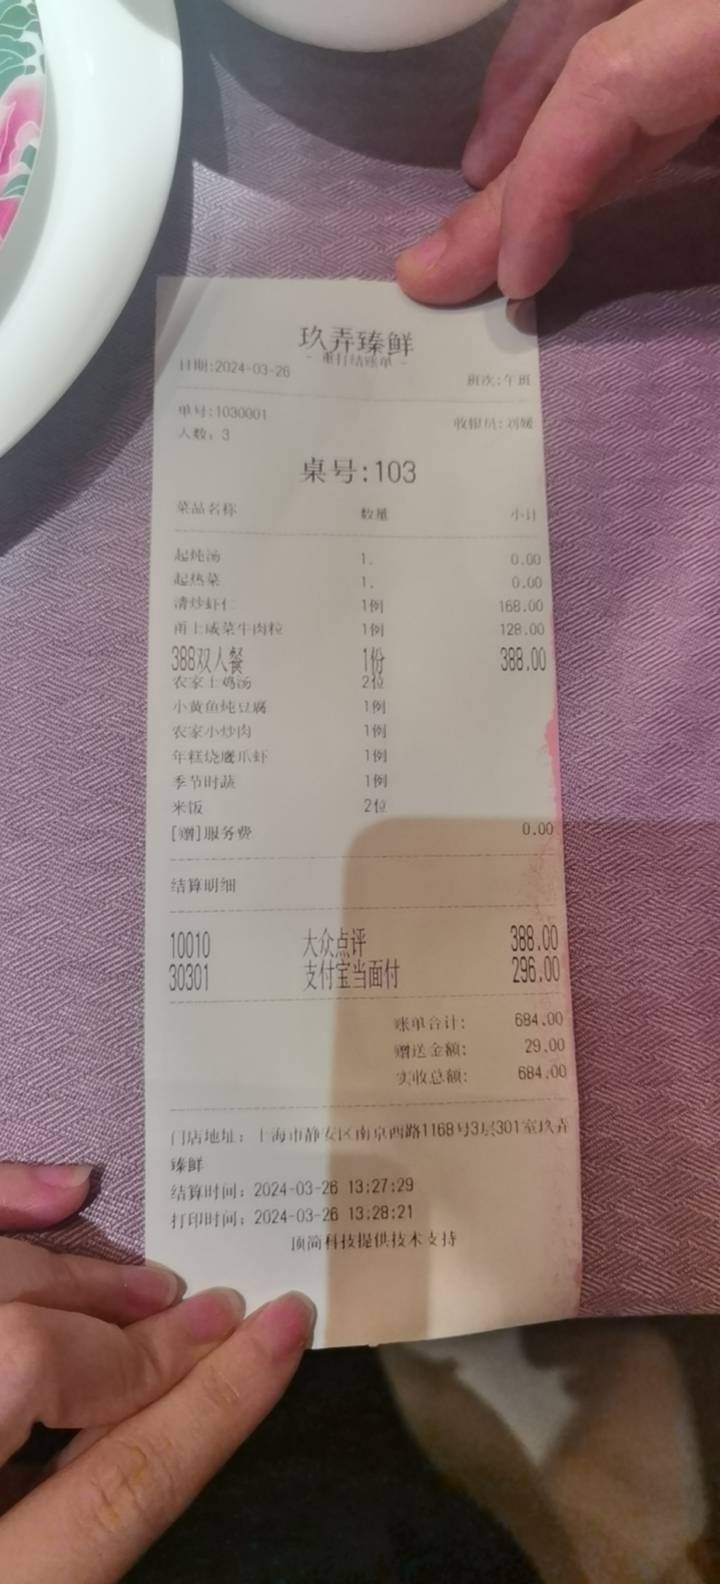 玖弄臻鲜
- 重打结账单 -
日期:2024-03-26 班次:午班
单号:1030001 收银员:刘媛
人数: 3
桌号:103
菜品名称 数量 小计
起炖汤 1. 0.00
起热菜 1. 0.00
清炒虾仁 1例 168.00
甬上咸菜牛肉粒 1例 128.00
388双人餐 1份 388.00
农家土鸡汤 2位
小黄鱼炖豆腐 1例
农家小炒肉 1例
年糕烧鹰爪虾 1例
季节时蔬 1例
米饭 2位
[赠]服务费 0.00
结算明细
10010 大众点评 388.00
30301 支付宝当面付 296.00
账单合计: 684.00
赠送金额: 29.00
实收总额: 684.00
门店地址: 上海市静安区南京西路1168号3层301室玖弄
臻鲜
结算时间: 2024-03-26 13:27:29
打印时间: 2024-03-26 13:28:21
顶简科技提供技术支持